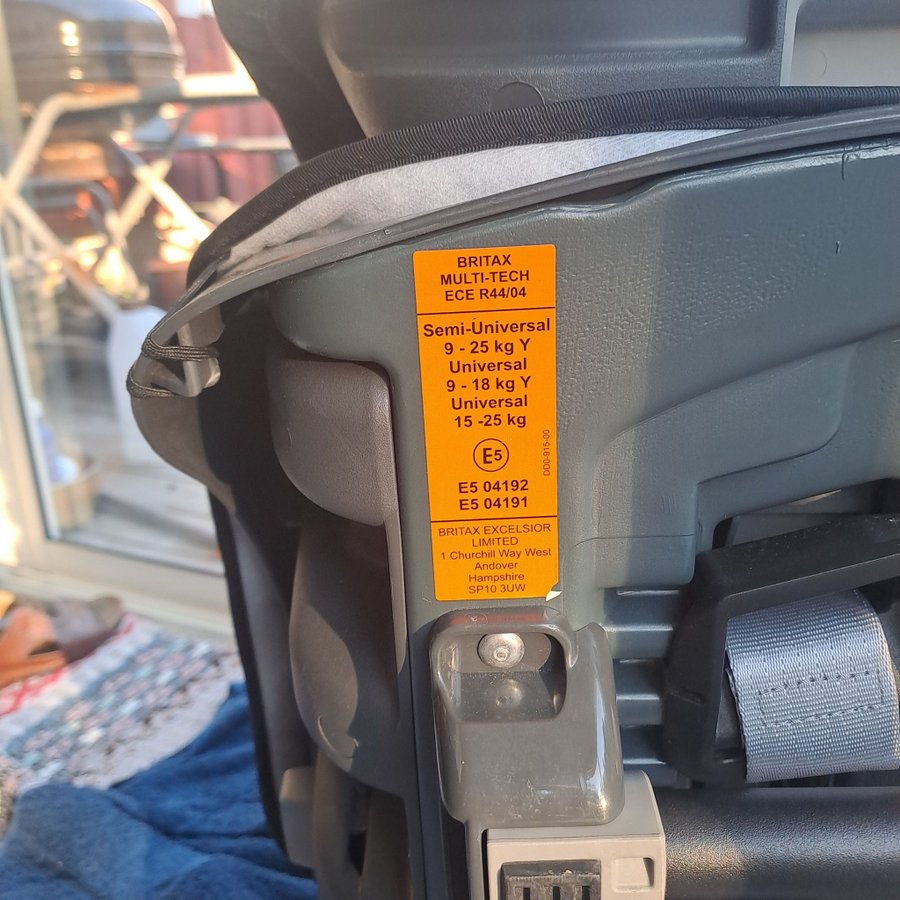 BRITAX
MULTI-TECH
ECE R44/04
Semi-Universal
9 - 25 kg Y
Universal
9 - 18 kg Y
Universal
15 -25 kg
E5
DD0-915-00
E5 04192
E5 04191
BRITAX EXCELSIOR
LIMITED
1 Churchill Way West
Andover
Hampshire
SP10 3UW